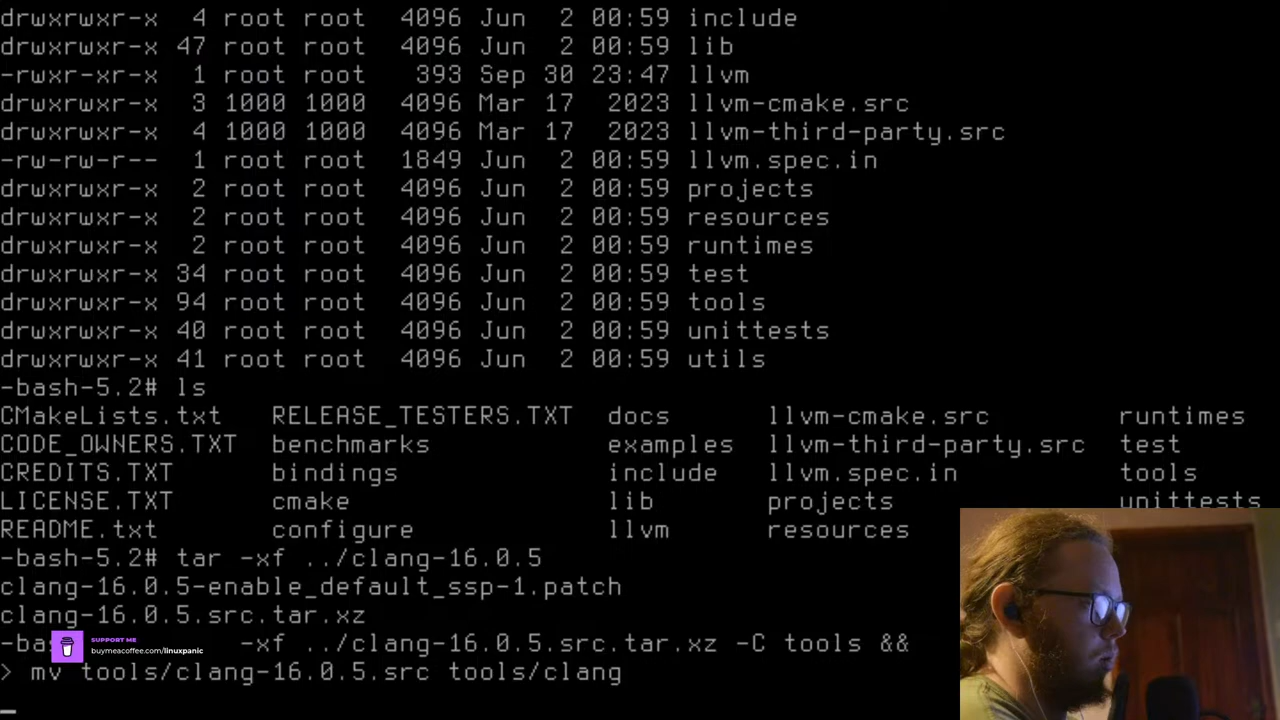 drwxrwxr-x  4 root root  4096 Jun  2 00:59 include
drwxrwxr-x 47 root root  4096 Jun  2 00:59 lib
-rwxr-xr-x  1 root root   393 Sep 30 23:47 llvm
drwxrwxr-x  3 1000 1000  4096 Mar 17  2023 llvm-cmake.src
drwxrwxr-x  4 1000 1000  4096 Mar 17  2023 llvm-third-party.src
-rw-rw-r--  1 root root  1849 Jun  2 00:59 llvm.spec.in
drwxrwxr-x  2 root root  4096 Jun  2 00:59 projects
drwxrwxr-x  2 root root  4096 Jun  2 00:59 resources
drwxrwxr-x  2 root root  4096 Jun  2 00:59 runtimes
drwxrwxr-x 34 root root  4096 Jun  2 00:59 test
drwxrwxr-x 94 root root  4096 Jun  2 00:59 tools
drwxrwxr-x 40 root root  4096 Jun  2 00:59 unittests
drwxrwxr-x 41 root root  4096 Jun  2 00:59 utils
-bash-5.2# ls
CMakeLists.txt   RELEASE_TESTERS.TXT  docs      llvm-cmake.src        runtimes
CODE_OWNERS.TXT  benchmarks           examples  llvm-third-party.src  test
CREDITS.TXT      bindings             include   llvm.spec.in          tools
LICENSE.TXT      cmake                lib       projects              unittests
README.txt       configure            llvm      resources
-bash-5.2# tar -xf ../clang-16.0.5
clang-16.0.5-enable_default_ssp-1.patch
clang-16.0.5.src.tar.xz
-ba -xf ../clang-16.0.5.src.tar.xz -C tools &&
SUPPORT ME
buymeacoffee.com/linuxpanic
> mv tools/clang-16.0.5.src tools/clang